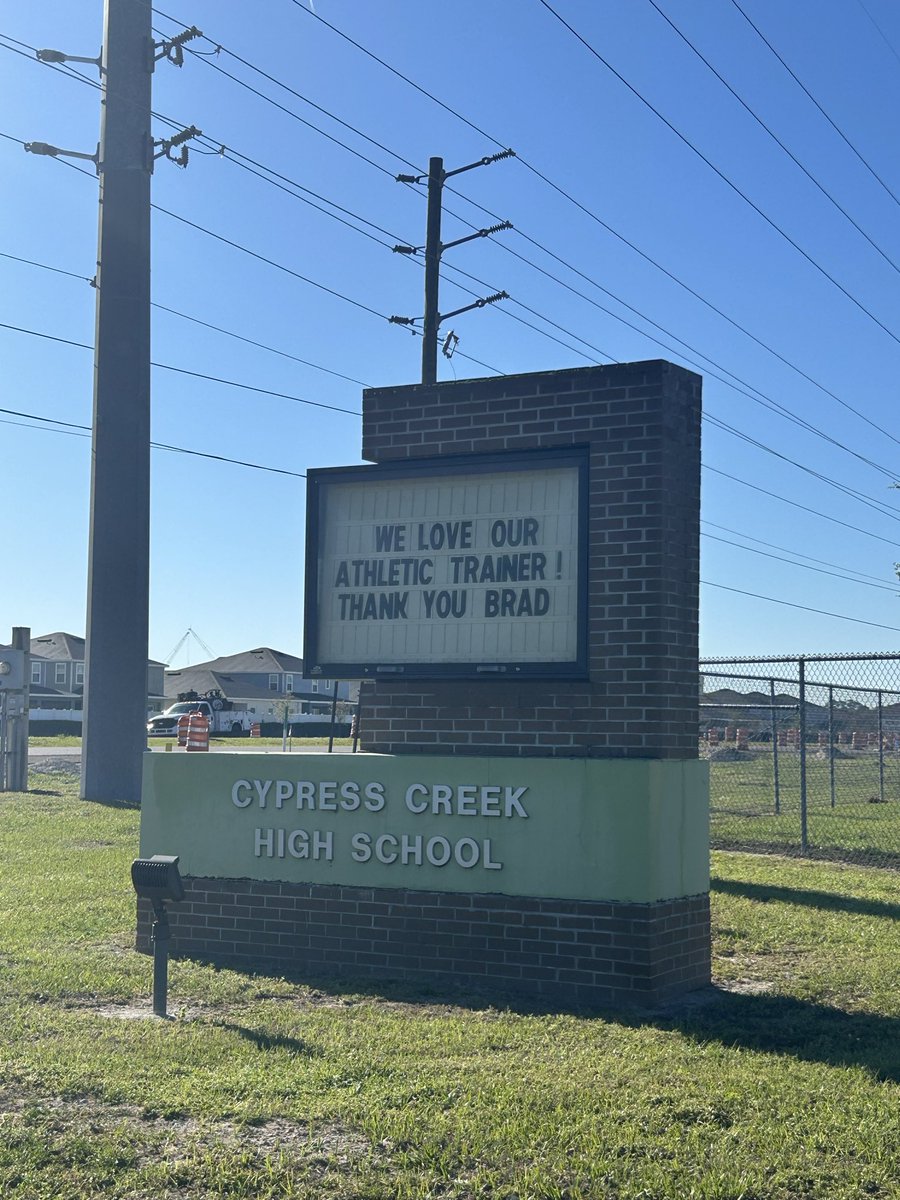 WE LOVE OUR
ATHLETIC TRAINER!
THANK YOU BRAD
CYPRESS CREEK
HIGH SCHOOL